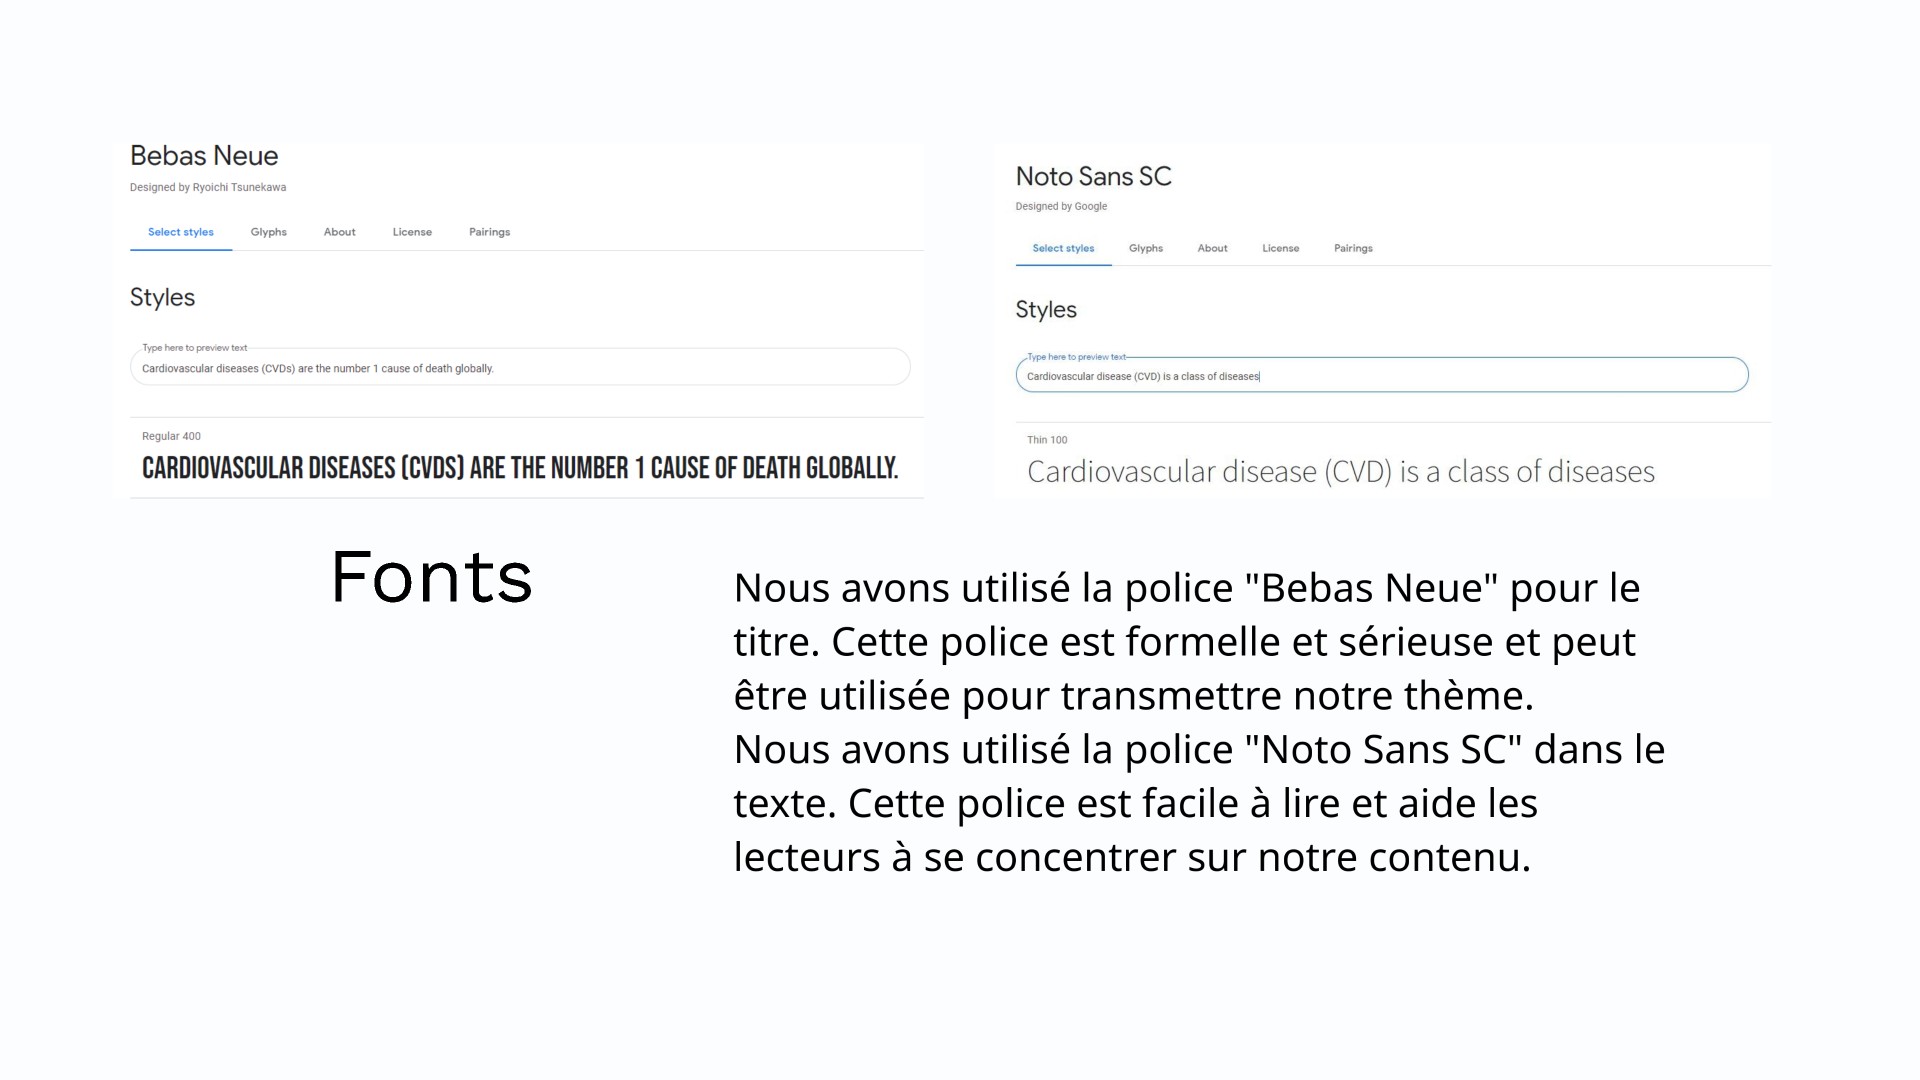 Bebas Neue
Designed by Ryoichi Tsunekawa
Select styles Glyphs About License Pairings
Styles
Type here to preview text
Cardiovascular diseases (CVDs) are the number 1 cause of death globally.
Regular 400
CARDIOVASCULAR DISEASES (CVDS) ARE THE NUMBER 1 CAUSE OF DEATH GLOBALLY.
Noto Sans SC
Designed by Google
Select styles Glyphs About License Pairings
Styles
Type here to preview text
Cardiovascular disease (CVD) is a class of diseases
Thin 100
Cardiovascular disease (CVD) is a class of diseases
Fonts
Nous avons utilisé la police "Bebas Neue" pour le
titre. Cette police est formelle et sérieuse et peut
être utilisée pour transmettre notre thème.
Nous avons utilisé la police "Noto Sans SC" dans le
texte. Cette police est facile à lire et aide les
lecteurs à se concentrer sur notre contenu.